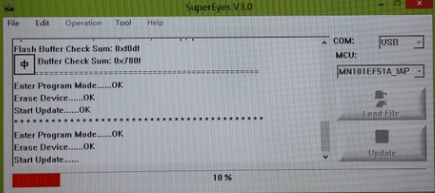 SuperEyes V3.0
File Edit Operation Tool Help
Flash Buffer Check Sum: 0xf0df
中 Buffer Check Sum: 0x780f
Enter Program Mode......OK
Erase Device......OK
Start Update......OK
Enter Program Mode......OK
Erase Device......OK
Start Update......
COM: USB
MCU:
MN101EF51A_IAP
Load File
Update
10 %